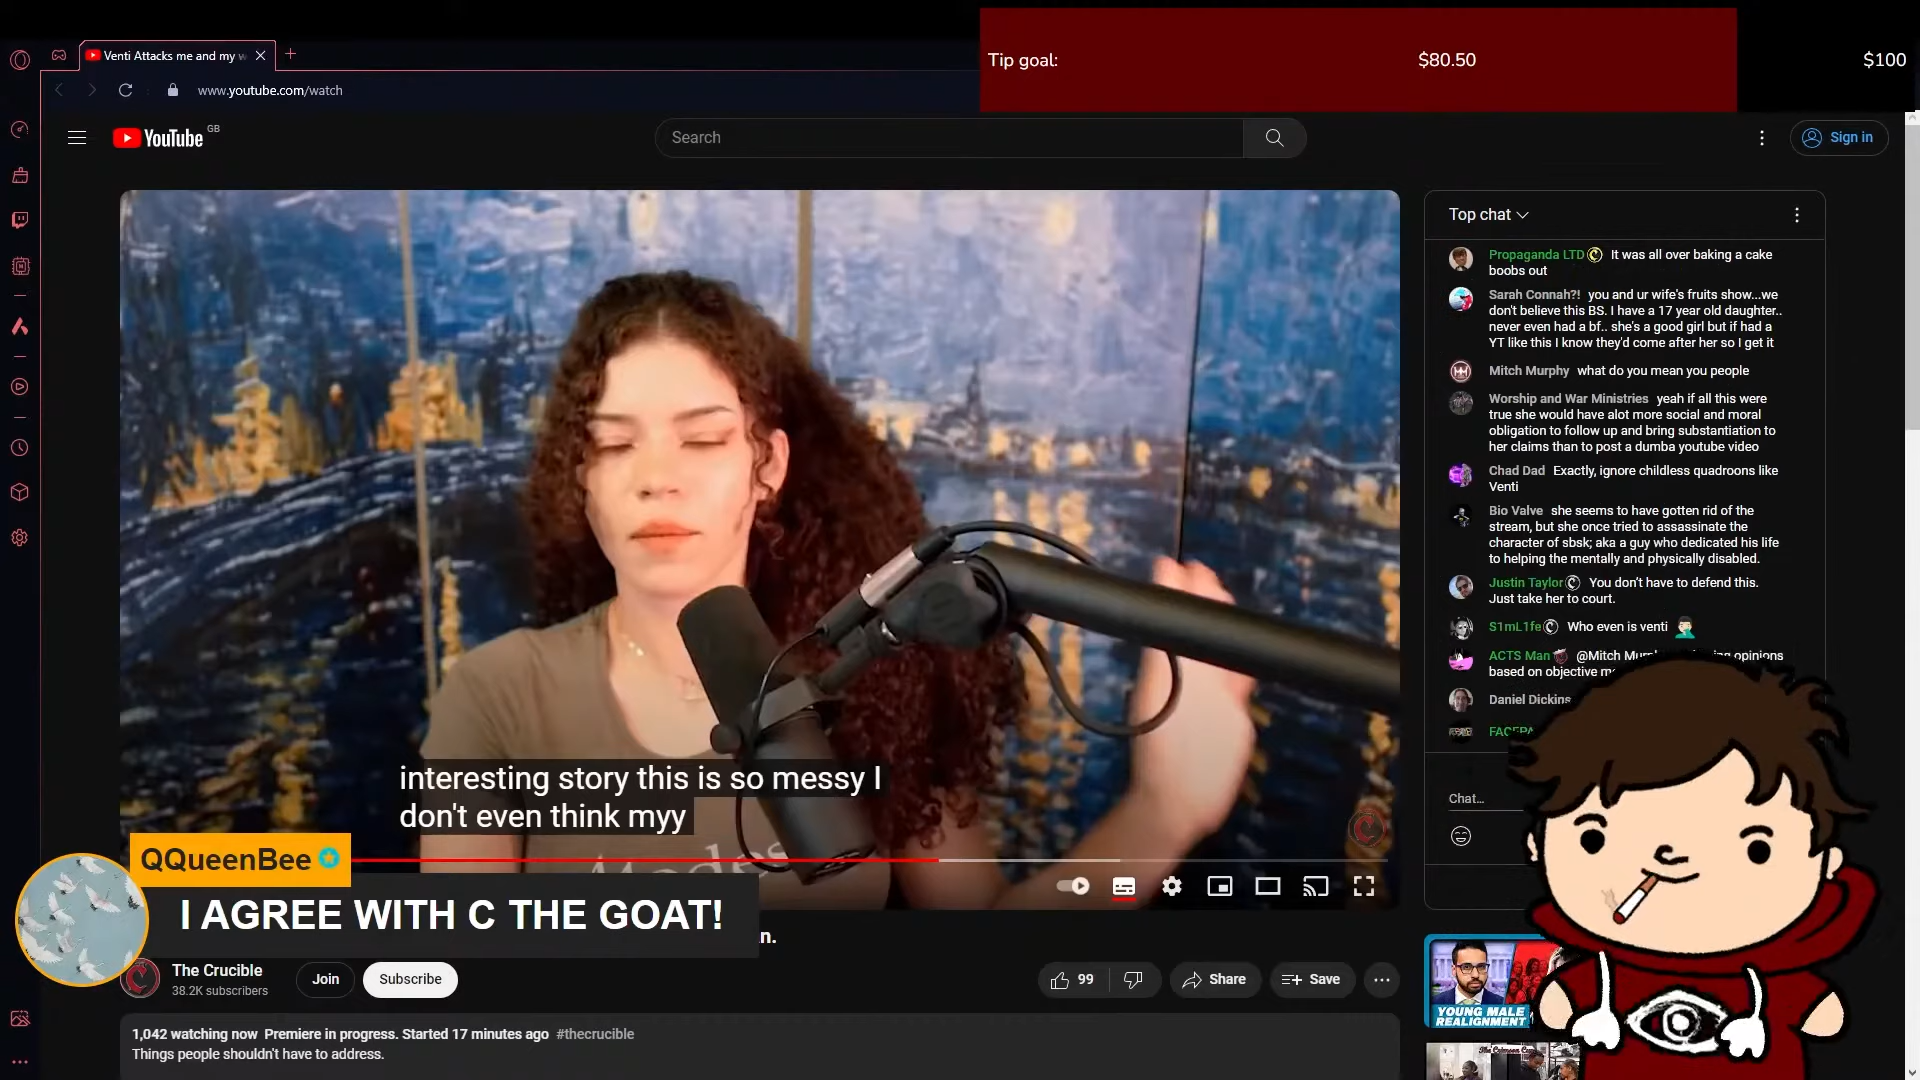 Venti Attacks me and my w
Tip goal:
$80.50
$100
www.youtube.com/watch
YouTube GB
Search
Sign in
Top chat
Propaganda LTD It was all over baking a cake
boobs out
Sarah Connah?! you and ur wife's fruits show...we
don't believe this BS. I have a 17 year old daughter..
never even had a bf.. she's a good girl but if had a
YT like this I know they'd come after her so I get it
Mitch Murphy what do you mean you people
Worship and War Ministries yeah if all this were
true she would have alot more social and moral
obligation to follow up and bring substantiation to
her claims than to post a dumba youtube video
Chad Dad Exactly, ignore childless quadroons like
Venti
Bio Valve she seems to have gotten rid of the
stream, but she once tried to assassinate the
character of sbsk; aka a guy who dedicated his life
to helping the mentally and physically disabled.
Justin Taylor You don't have to defend this.
Just take her to court.
S1mL1fe Who even is venti
ACTS Man @Mitch Mur opinions
based on objective m
Daniel Dickins
Chat...
interesting story this is so messy I
don't even think myy
QQueenBee
I AGREE WITH C THE GOAT!
n.
The Crucible
38.2K subscribers
Join
Subscribe
99
Share
Save
1,042 watching now Premiere in progress. Started 17 minutes ago #thecrucible
Things people shouldn't have to address.
YOUNG MALE
REALIGNMENT